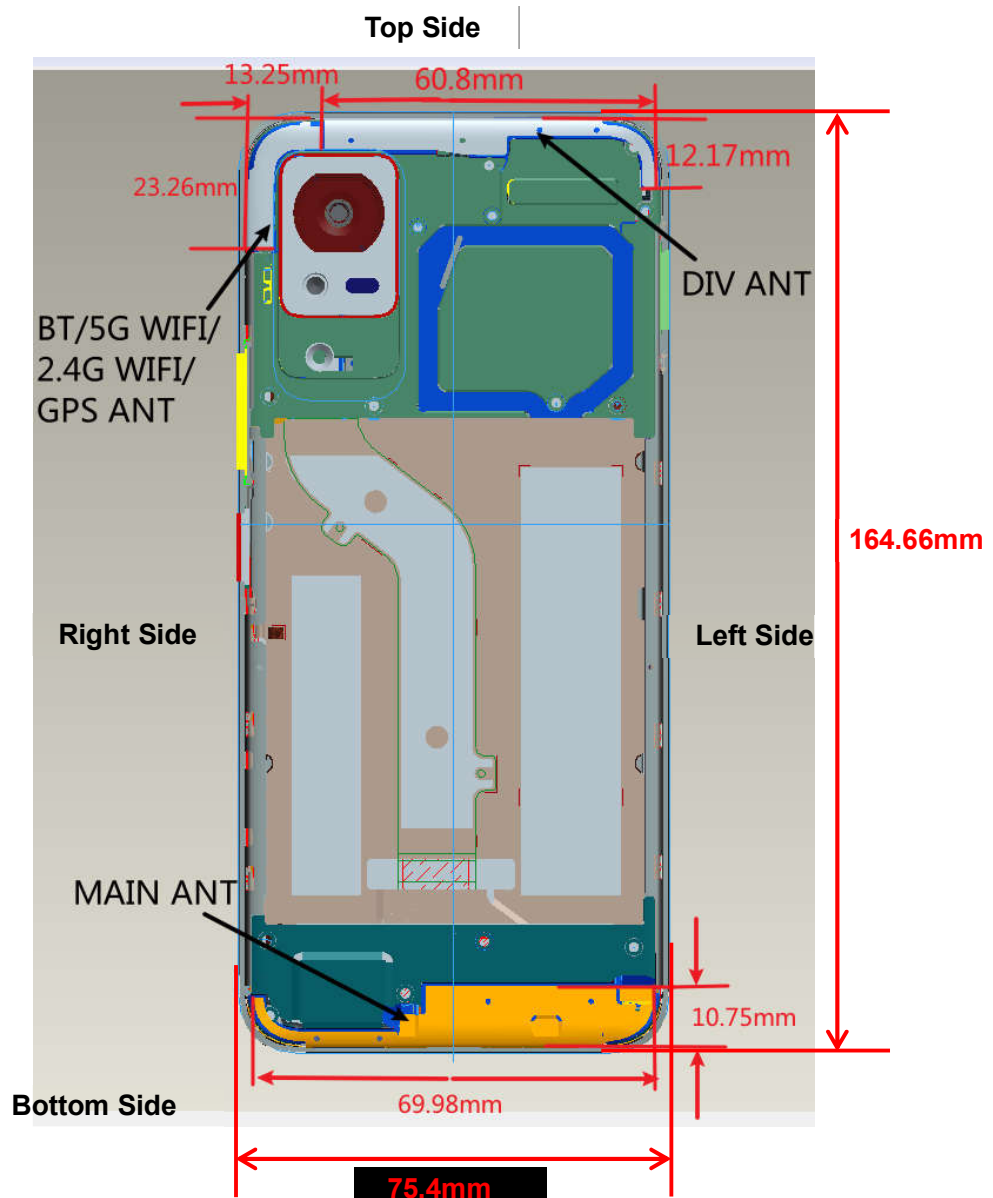 Top Side
13.25mm
60.8mm
12.17mm
23.26mm
DIV ANT
BT/5G WIFI/
2.4G WIFI/
GPS ANT
164.66mm
Right Side
Left Side
MAIN ANT
10.75mm
69.98mm
Bottom Side
75.4mm